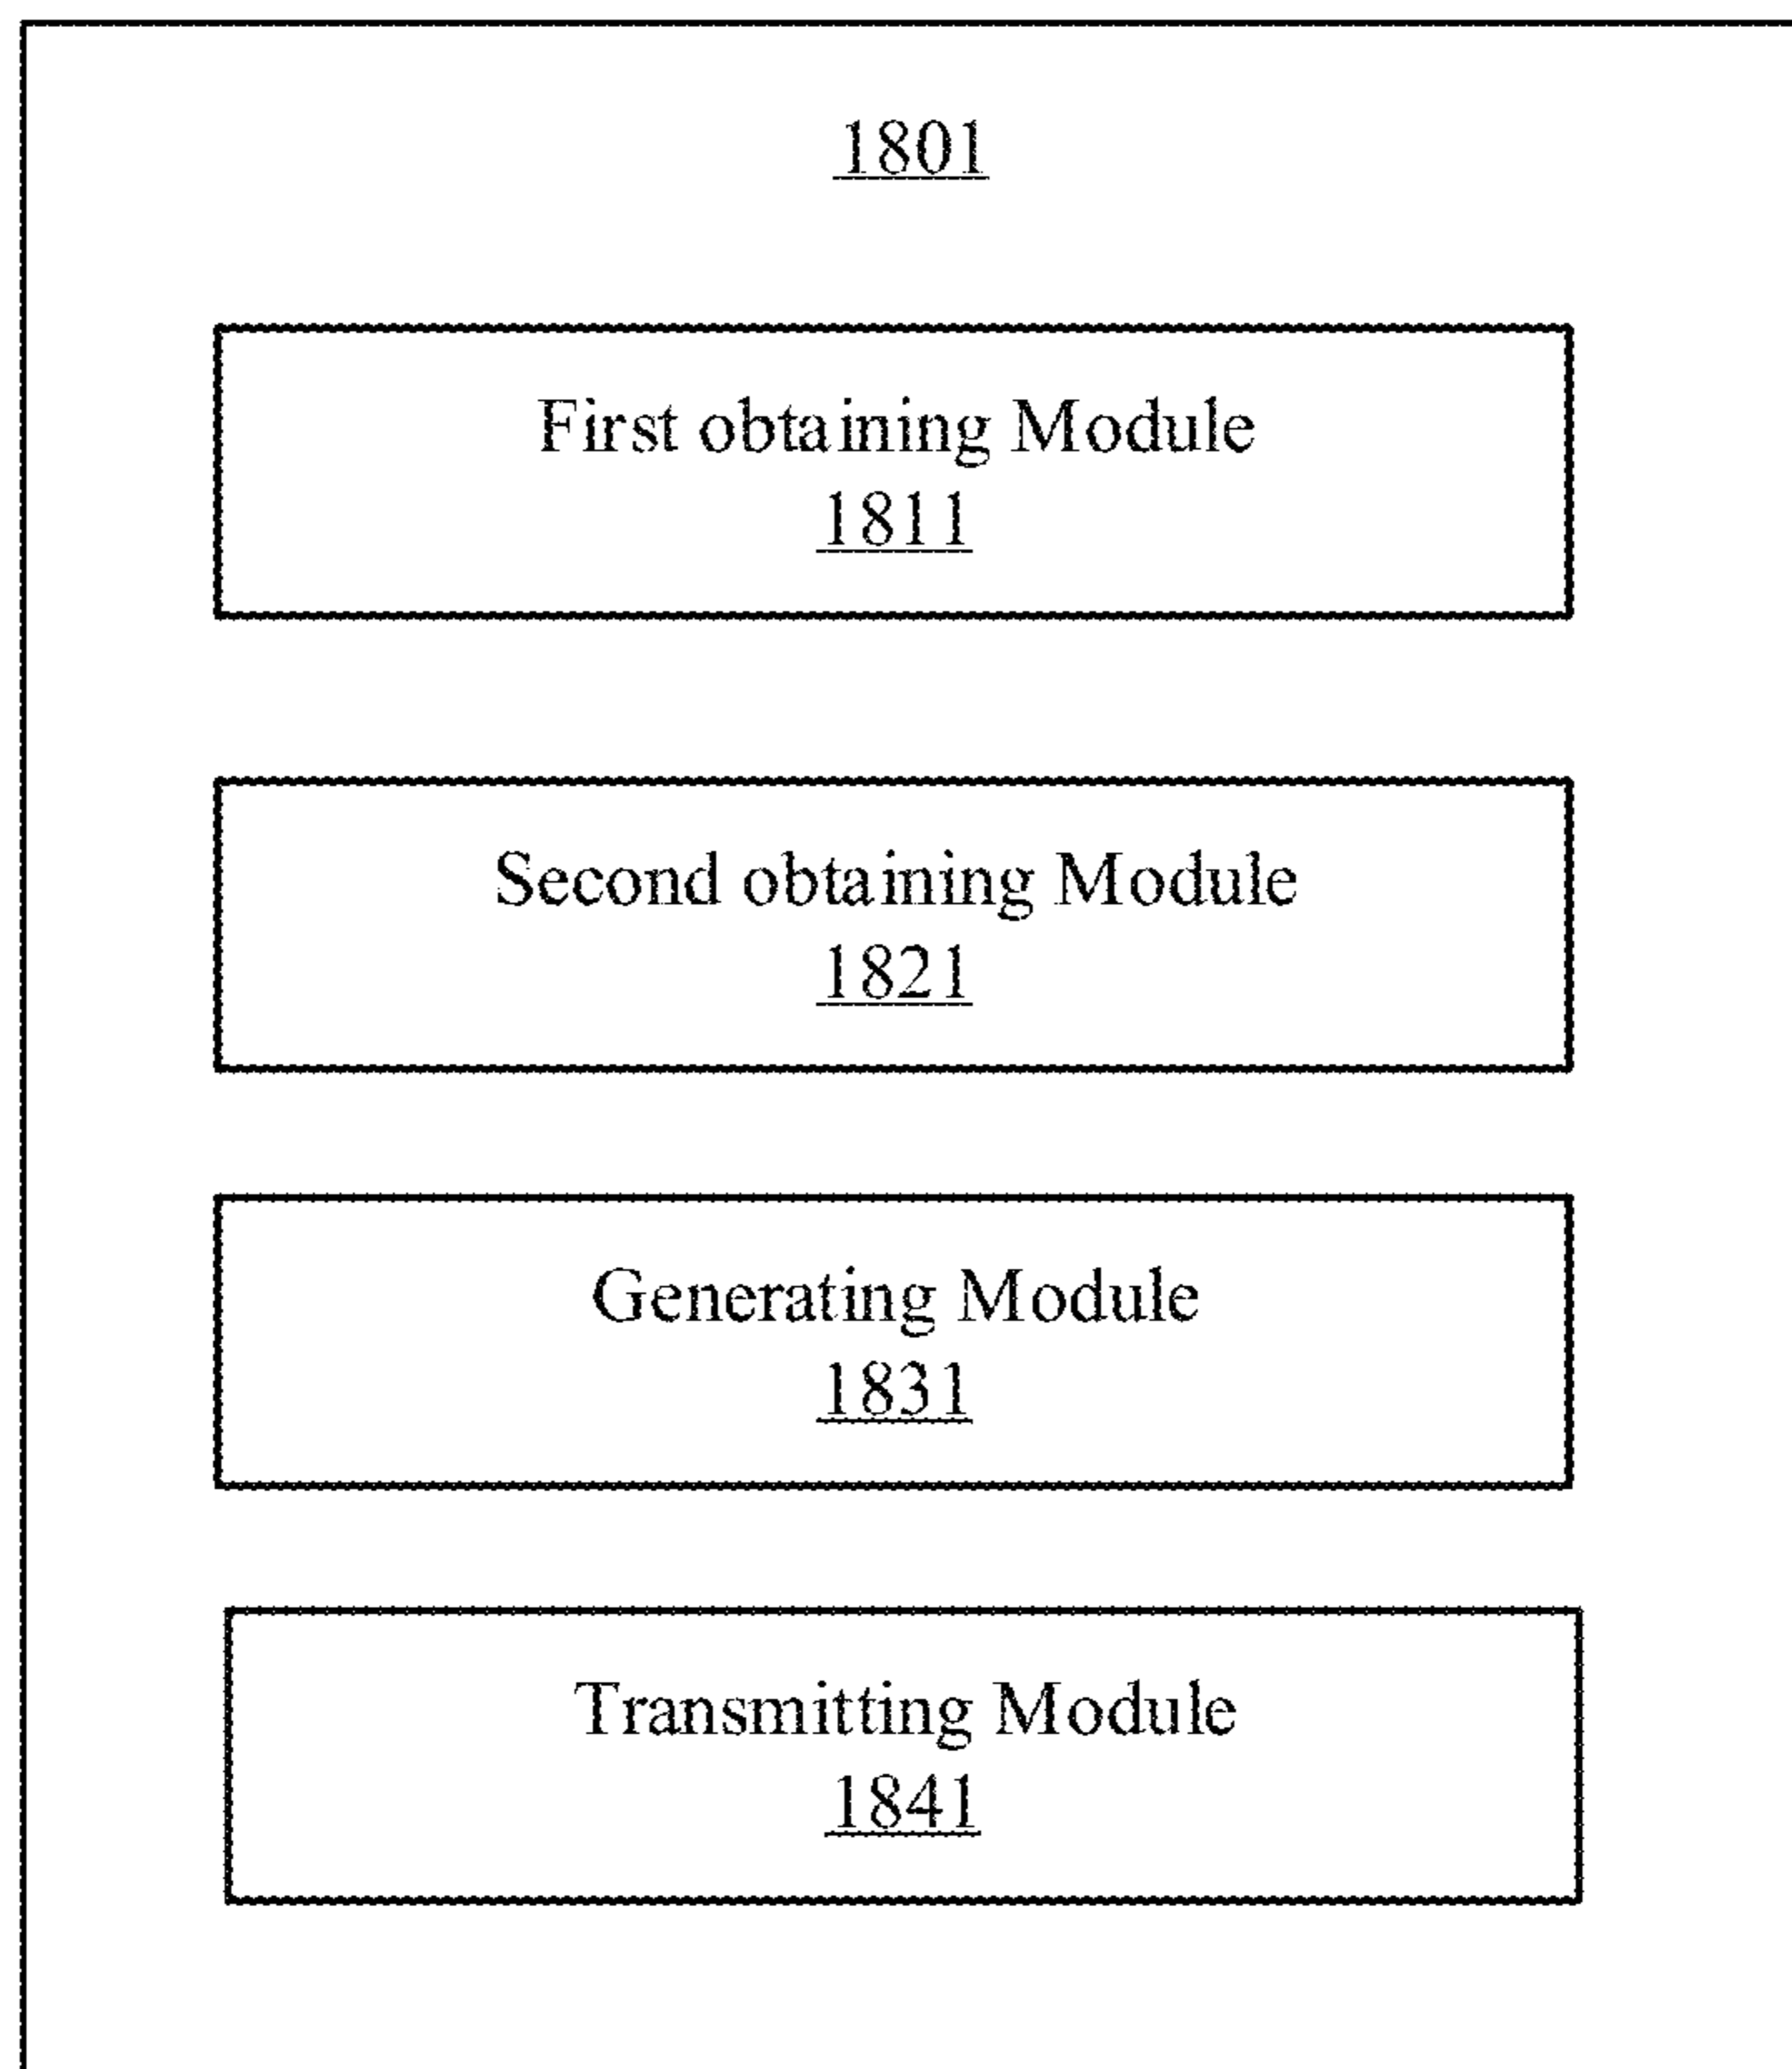 1801
First obtaining Module
1811
Second obtaining Module
1821
Generating Module
1831
Transmitting Module
1841